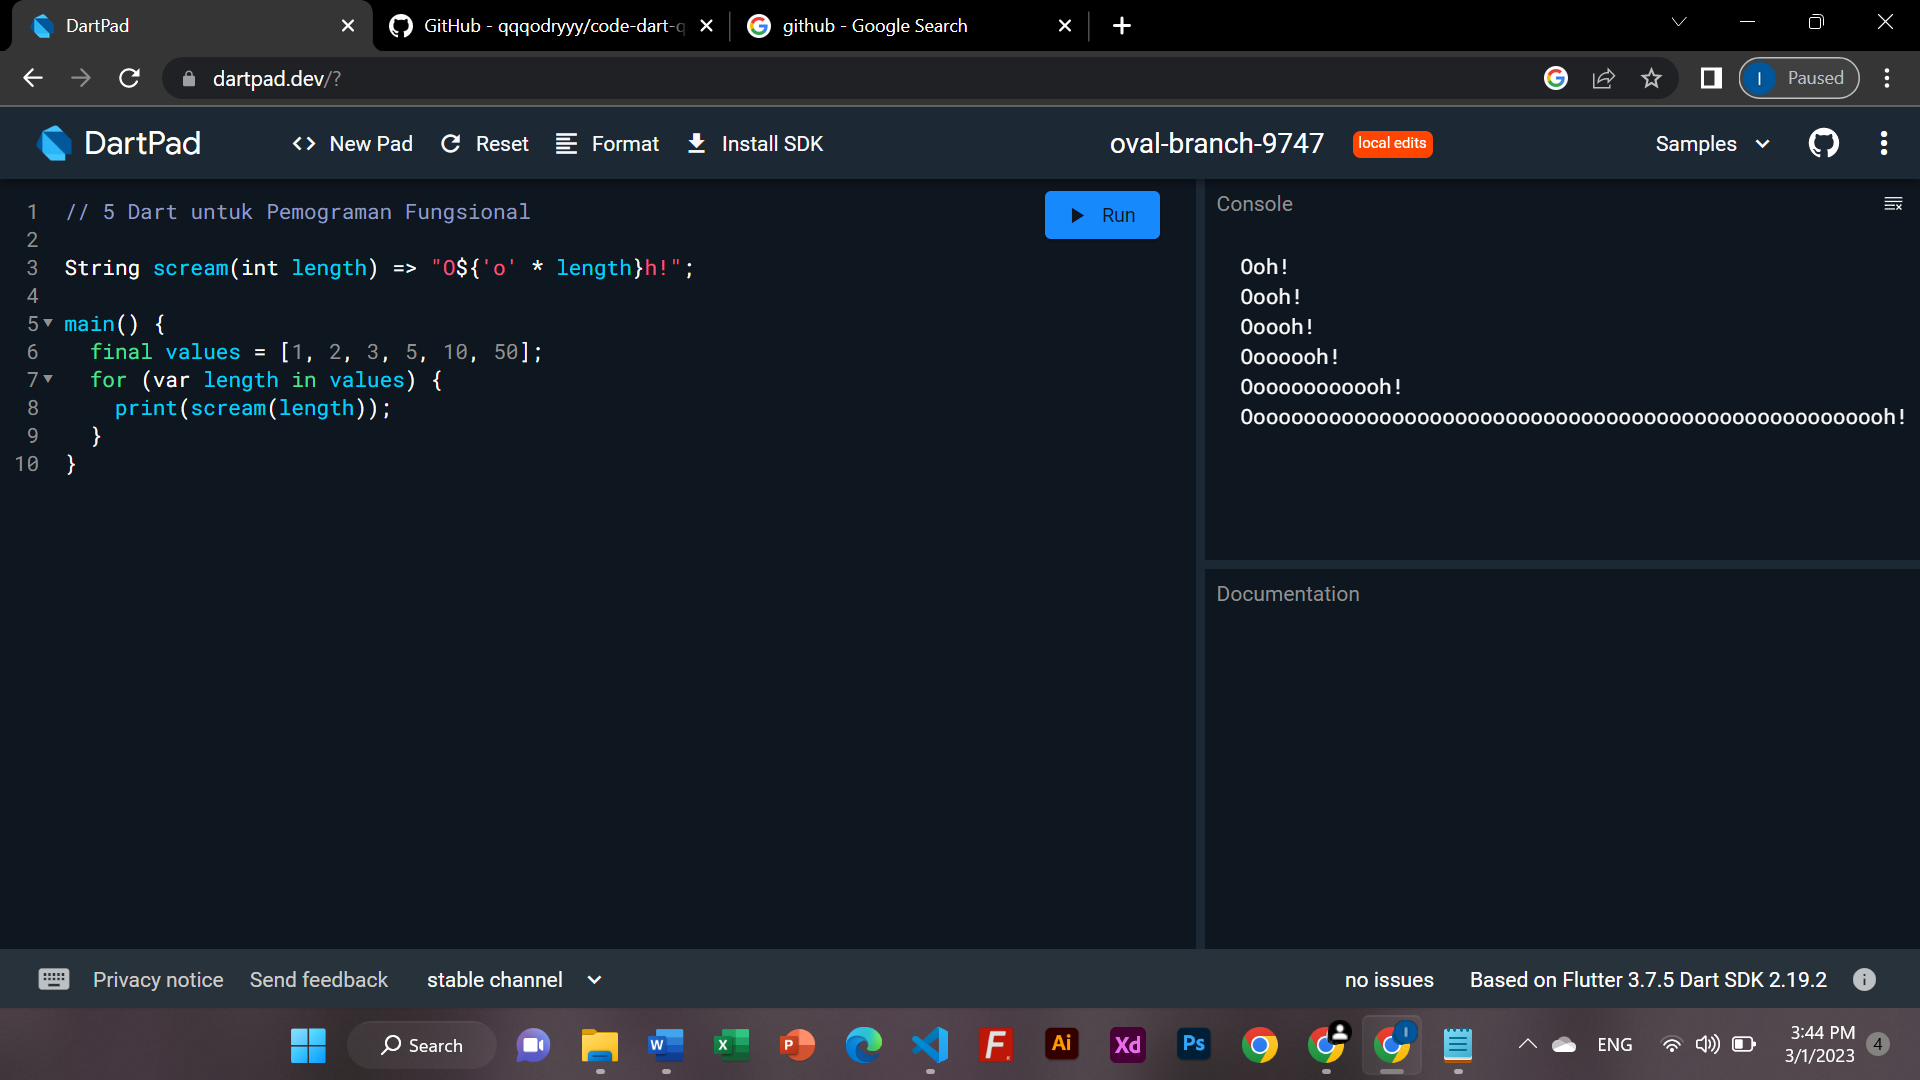 DartPad
GitHub - qqqodryyy/code-dart-q
github - Google Search
dartpad.dev/?
Paused
DartPad
New Pad
Reset
Format
Install SDK
oval-branch-9747
local edits
Samples
1 // 5 Dart untuk Pemograman Fungsional
2
3 String scream(int length) => "O${'o' * length}h!";
4
5 main() {
6 final values = [1, 2, 3, 5, 10, 50];
7 for (var length in values) {
8 print(scream(length));
9 }
10 }
Run
Console
Ooh!
Oooh!
Ooooh!
Ooooooh!
Oooooooooooh!
Oooooooooooooooooooooooooooooooooooooooooooooooooooh!
Documentation
Privacy notice
Send feedback
stable channel
no issues
Based on Flutter 3.7.5 Dart SDK 2.19.2
Search
ENG
3:44 PM
3/1/2023
4